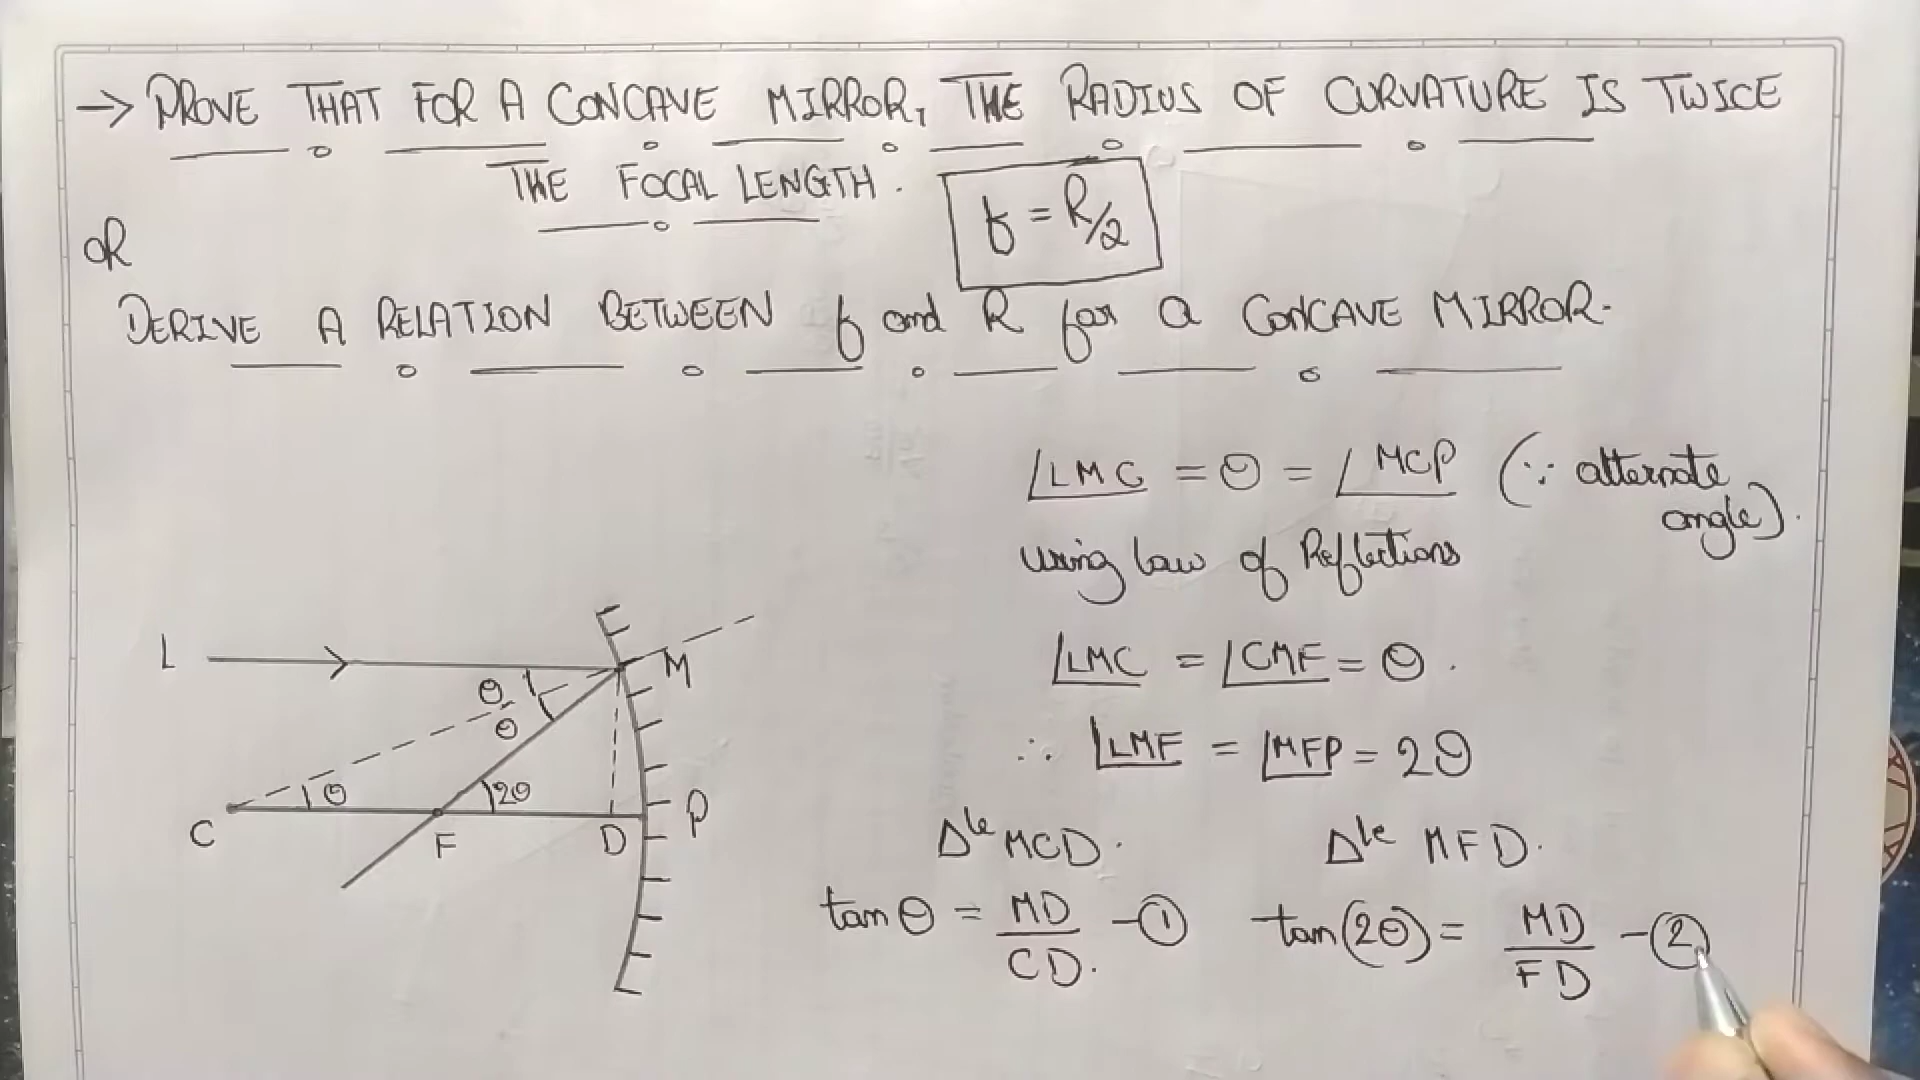 → PROVE THAT FOR A CONCAVE MIRROR, THE RADIUS OF CURVATURE IS TWICE
THE FOCAL LENGTH.
f = R/2
OR
DERIVE A RELATION BETWEEN f and R for a CONCAVE MIRROR.
∠LMC = θ = ∠MCP (∵ alternate
angle).
using law of Reflections
∠LMC = ∠CMF = θ.
∴ ∠LMF = ∠MFP = 2θ
Δle MCD. Δle MFD.
tan θ = MD/CD. - ① tan(2θ) = MD/FD - ②
L
M
θ
θ
θ
2θ
C
F
D
P